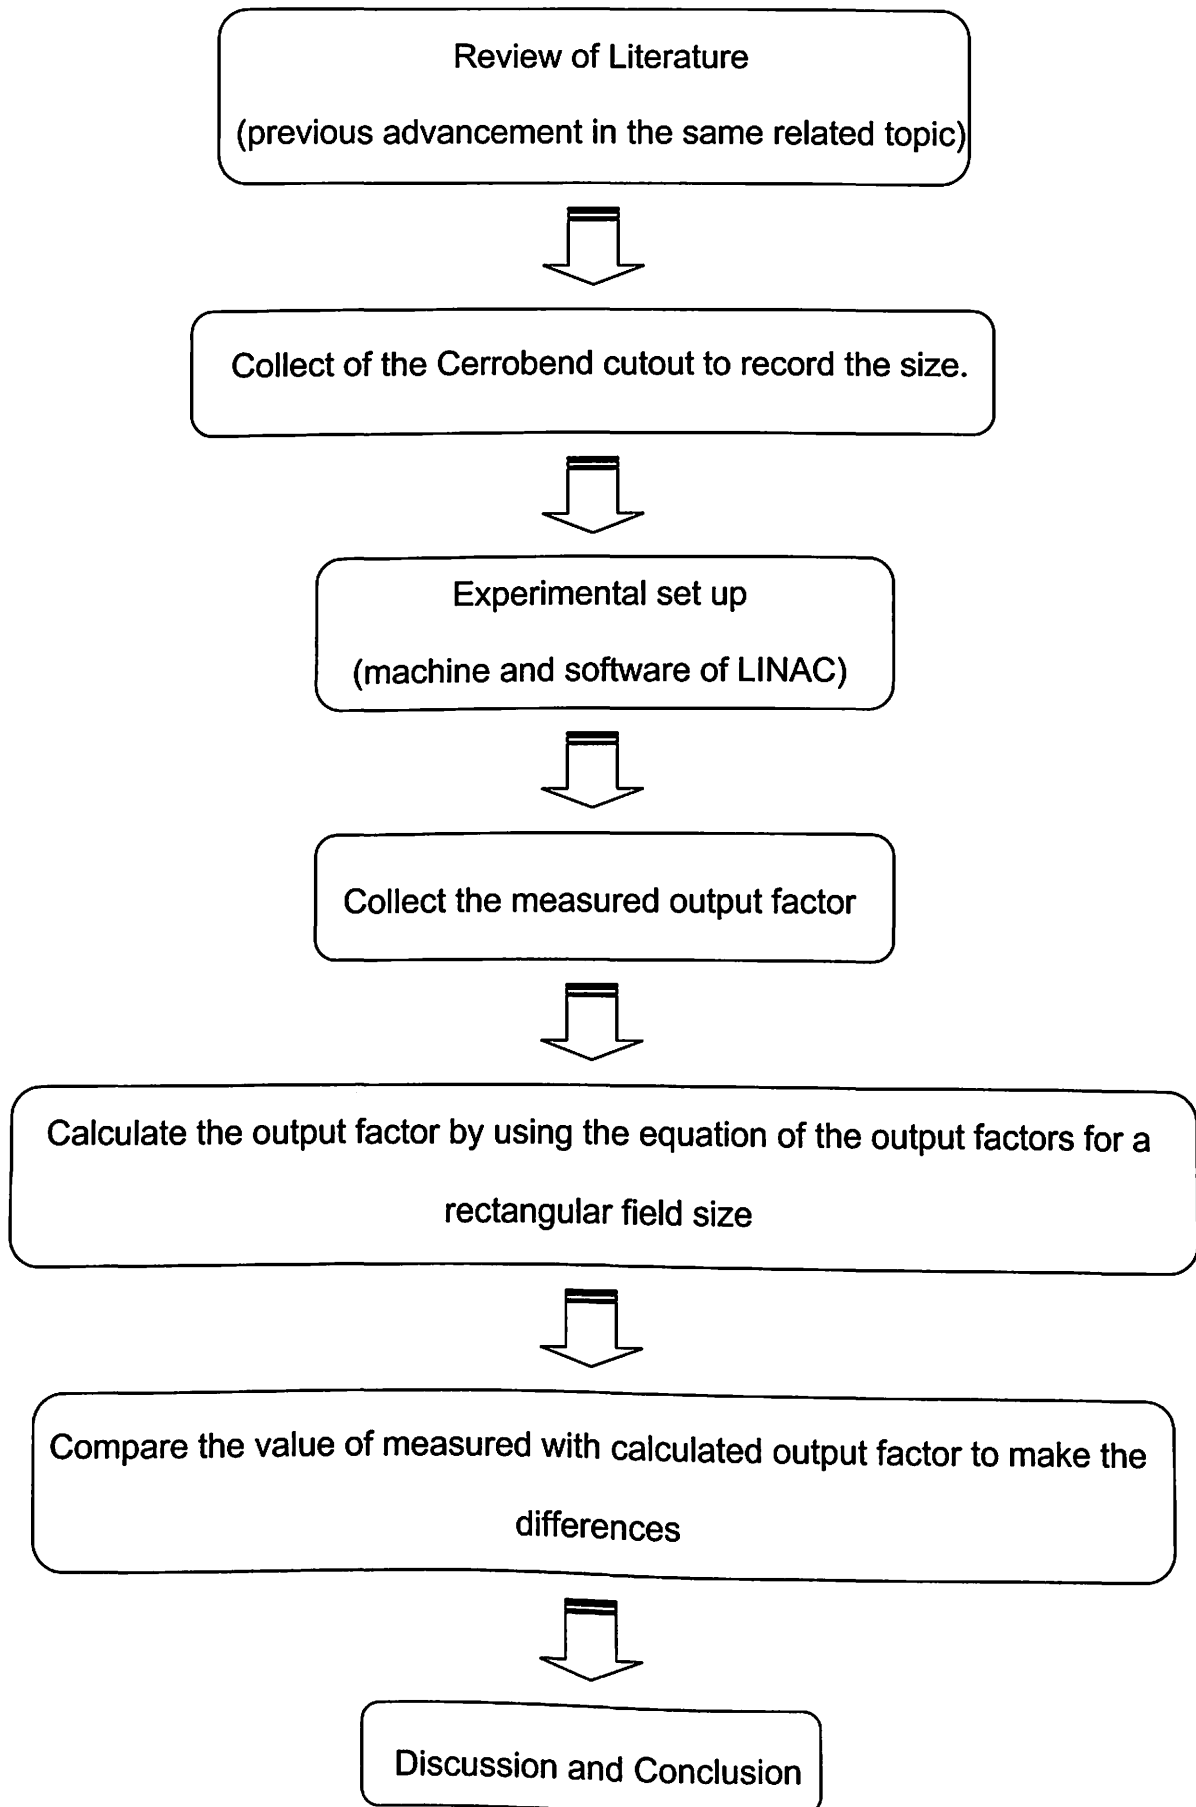 Review of Literature
(previous advancement in the same related topic)
Collect of the Cerrobend cutout to record the size.
Experimental set up
(machine and software of LINAC)
Collect the measured output factor
Calculate the output factor by using the equation of the output factors for a
rectangular field size
Compare the value of measured with calculated output factor to make the
differences
Discussion and Conclusion